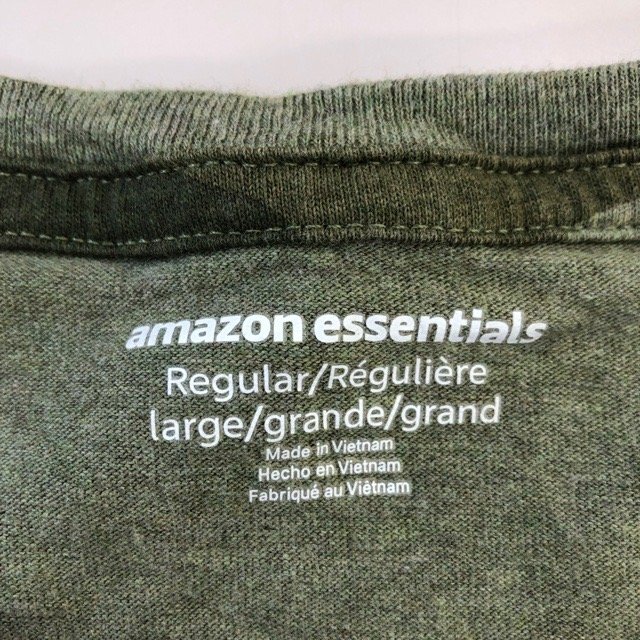 amazon essentials
Regular/Régulière
large/grande/grand
Made in Vietnam
Hecho en Vietnam
Fabriqué au Viêtnam